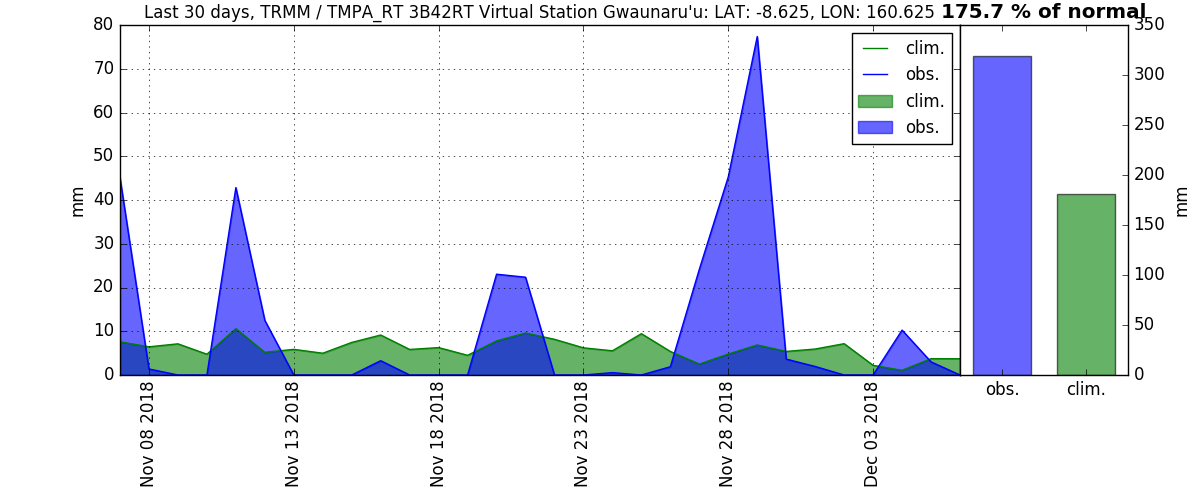 Last 30 days, TRMM / TMPA_RT 3B42RT Virtual Station Gwaunaru'u: LAT: -8.625, LON: 160.625 175.7 % of normal
80
70
60
50
40
30
20
10
0
mm
clim.
obs.
clim.
obs.
Nov 08 2018
Nov 13 2018
Nov 18 2018
Nov 23 2018
Nov 28 2018
Dec 03 2018
350
300
250
200
150
100
50
0
mm
obs. clim.